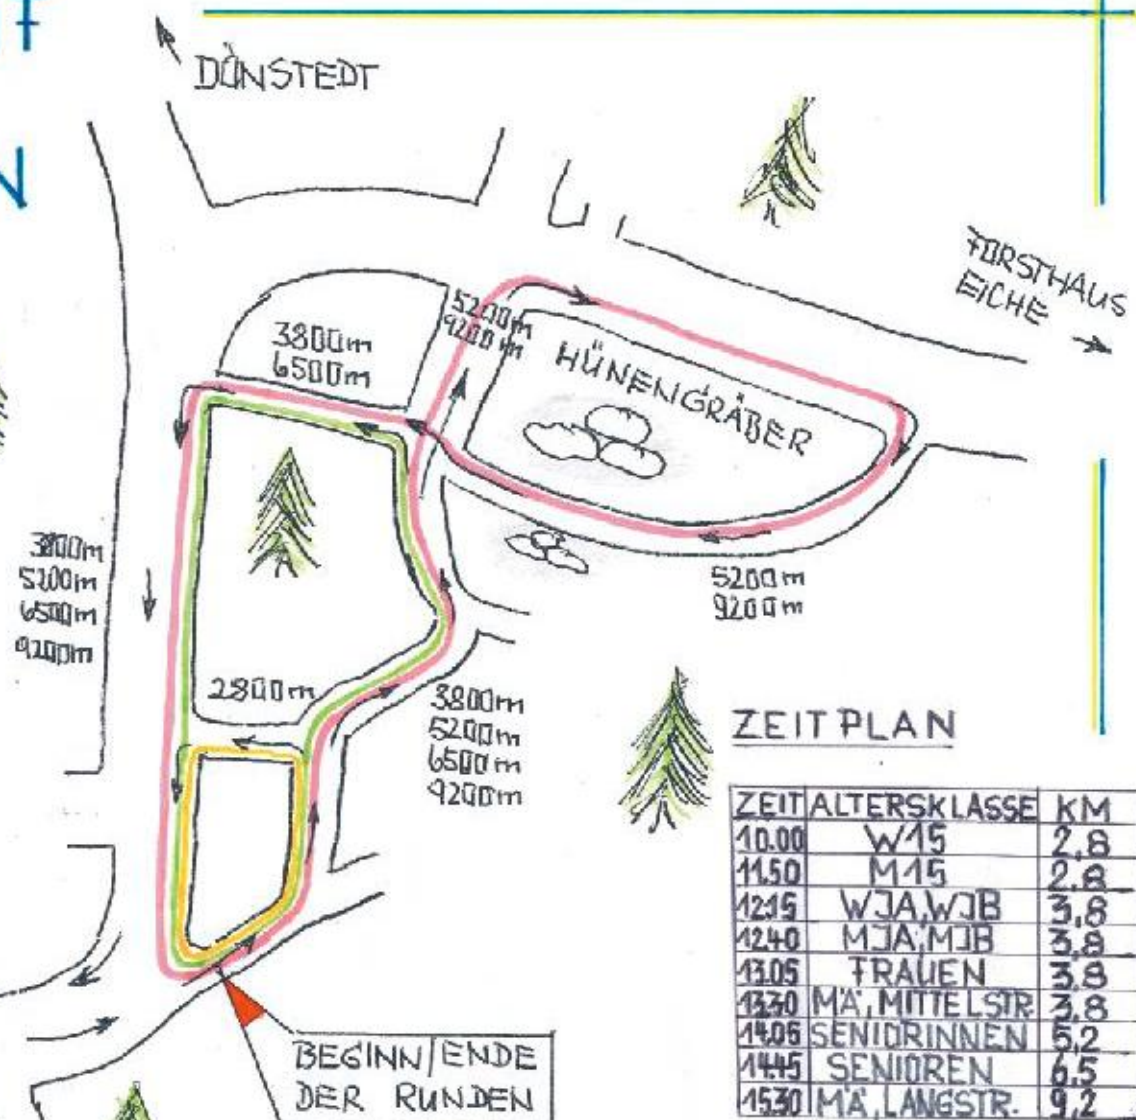 DÖNSTEDT
FORSTHAUS
EICHE
5200m
9200m
3800m
6500m
HÜNENGRÄBER
3800m
5200m
6500m
9200m
5200m
9200m
2800m
3800m
5200m
6500m
9200m
ZEITPLAN
ZEIT ALTERSKLASSE KM
10.00 W15 2,8
11.50 M15 2,8
12.15 WJA, WJB 3,8
12.40 MJA, MJB 3,8
13.05 FRAUEN 3,8
13.30 MÄ, MITTELSTR. 3,8
14.05 SENIORINNEN 5,2
14.45 SENIOREN 6,5
15.30 MÄ, LANGSTR. 9,2
BEGINN/ENDE
DER RUNDEN